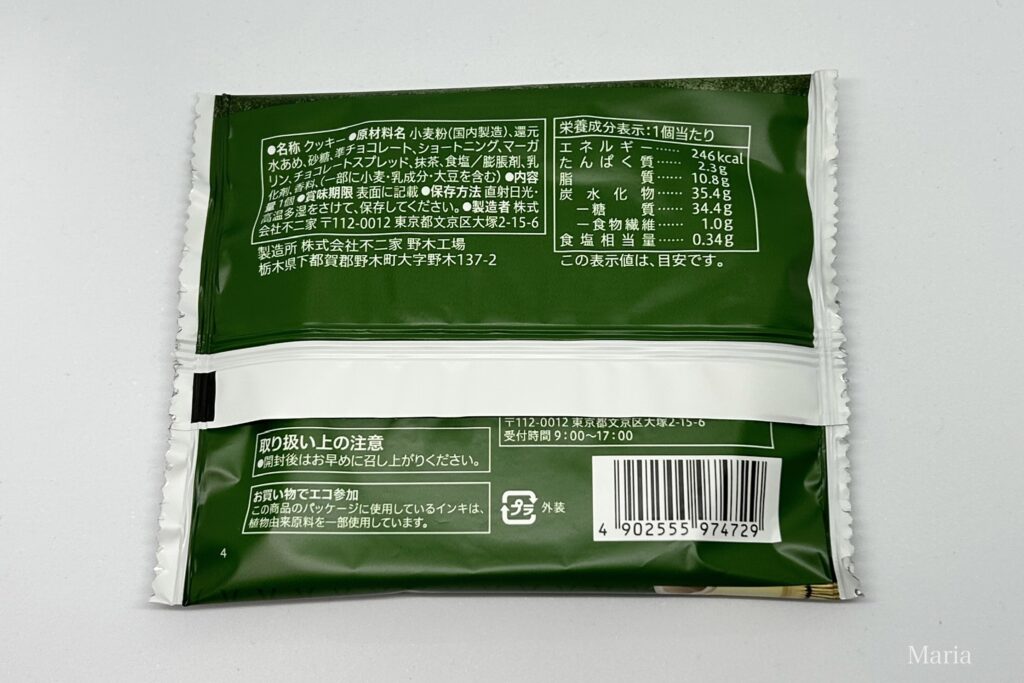 ●名称 クッキー ●原材料名 小麦粉(国内製造)、還元
水あめ、砂糖、準チョコレート、ショートニング、マーガ
リン、チョコレートスプレッド、抹茶、食塩/膨脹剤、乳
化剤、香料、(一部に小麦・乳成分・大豆を含む) ●内容
量 1個 ●賞味期限 表面に記載 ●保存方法 直射日光・
高温多湿をさけて、保存してください。●製造者 株式
会社不二家 〒112-0012 東京都文京区大塚2-15-6
製造所 株式会社不二家 野木工場
栃木県下都賀郡野木町大字野木137-2
栄養成分表示:1個当たり
エネルギー…… 246kcal
たんぱく質…… 2.3g
脂質…… 10.8g
炭水化物…… 35.4g
―糖質…… 34.4g
―食物繊維…… 1.0g
食塩相当量…… 0.34g
この表示値は、目安です。
〒112-0012 東京都文京区大塚2-15-6
受付時間 9:00~17:00
取り扱い上の注意
●開封後はお早めに召し上がりください。
お買い物でエコ参加
この商品のパッケージに使用しているインキは、
植物由来原料を一部使用しています。
プラ 外装
4 902555 974729
4
Maria